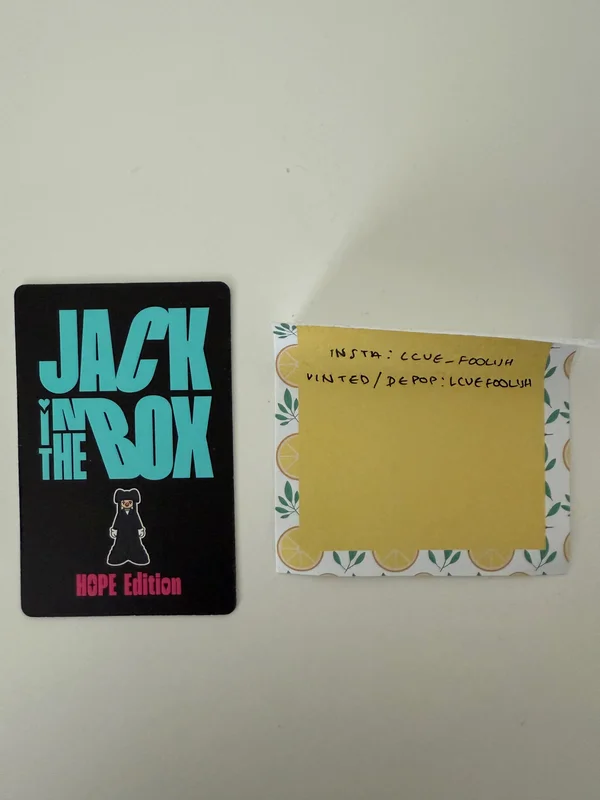 JACK
IN
THE
BOX
HOPE Edition
INSTA: LCUE_FOOLISH
VINTED/DEPOP: LCUEFOOLISH